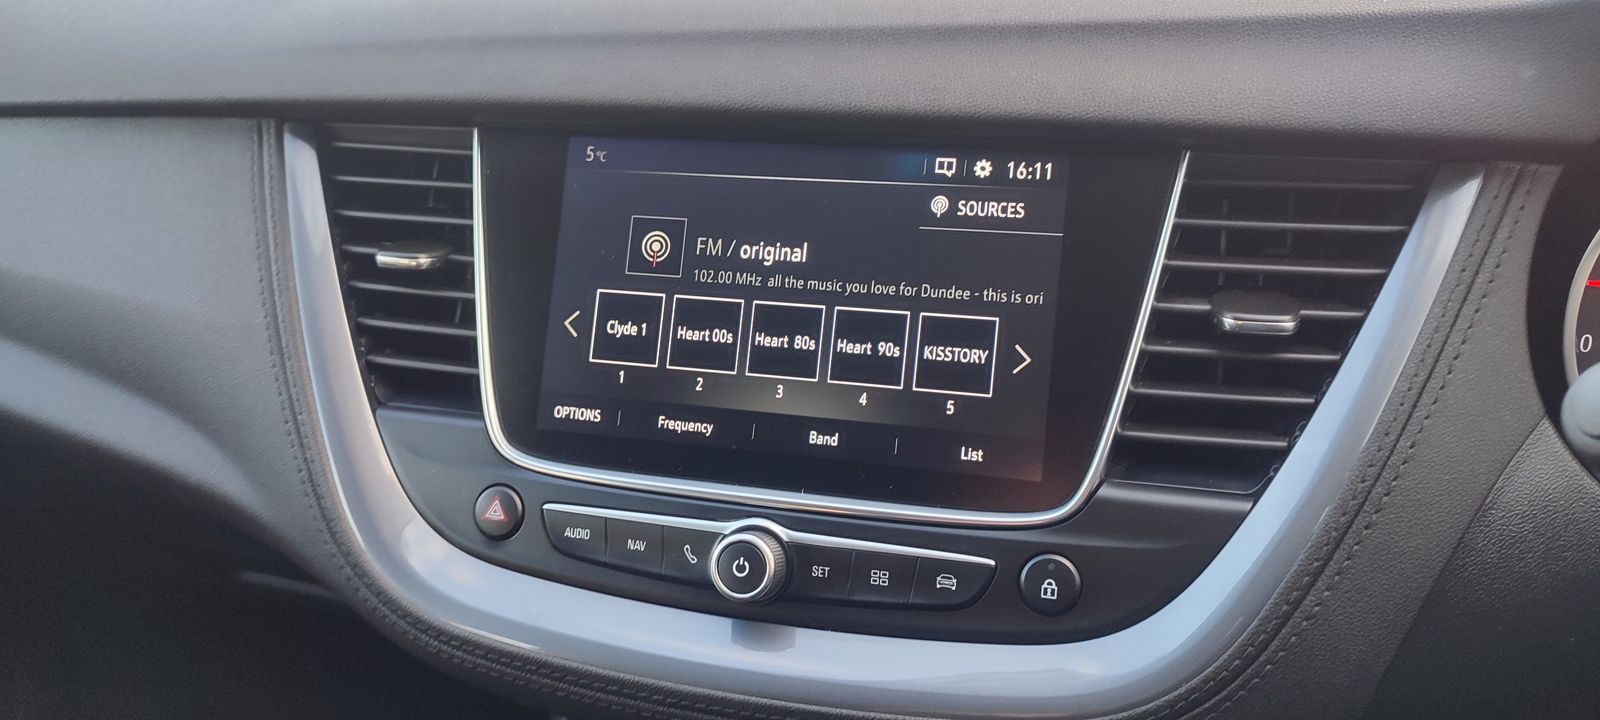 5°C
16:11
SOURCES
FM / original
102.00 MHz all the music you love for Dundee - this is ori
Clyde 1 Heart 00s Heart 80s Heart 90s KISSTORY
1 2 3 4 5
OPTIONS Frequency Band List
AUDIO NAV SET
0